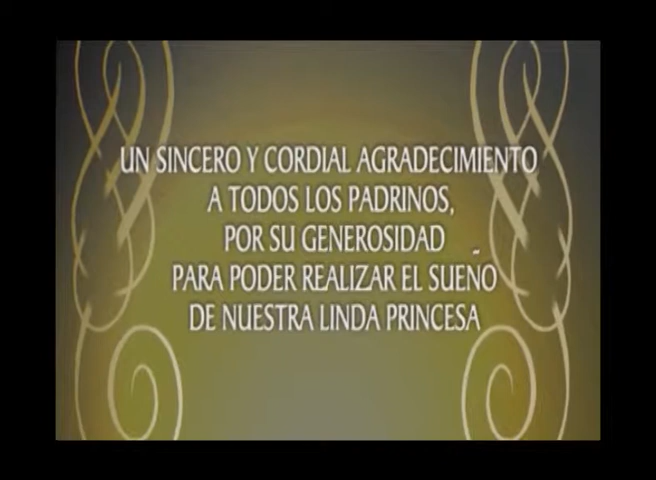 UN SINCERO Y CORDIAL AGRADECIMIENTO
A TODOS LOS PADRINOS,
POR SU GENEROSIDAD
PARA PODER REALIZAR EL SUEÑO
DE NUESTRA LINDA PRINCESA